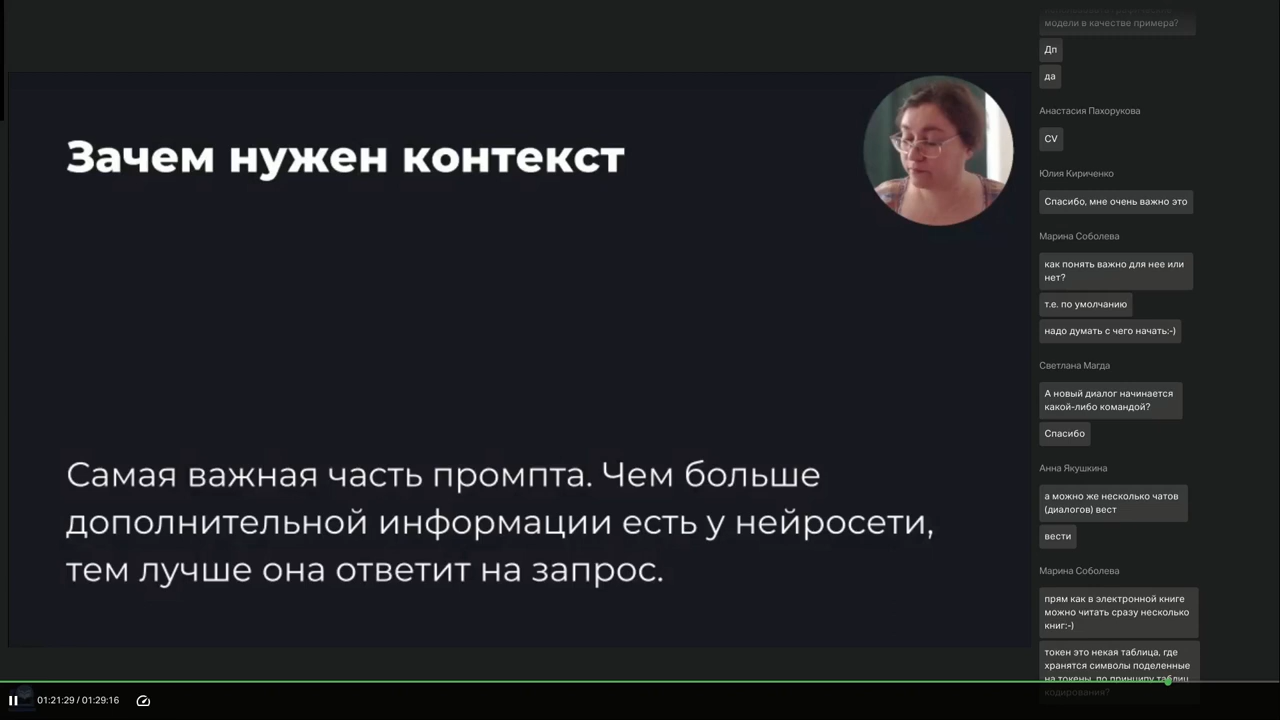 модели в качестве примера?
Дп
да
Анастасия Пахорукова
CV
Юлия Кириченко
Спасибо, мне очень важно это
Марина Соболева
как понять важно для нее или
нет?
т.е. по умолчанию
надо думать с чего начать:-)
Светлана Магда
А новый диалог начинается
какой-либо командой?
Спасибо
Анна Якушкина
а можно же несколько чатов
(диалогов) вест
вести
Марина Соболева
прям как в электронной книге
можно читать сразу несколько
книг:-)
токен это некая таблица, где
хранятся символы поделенные
на токены, по принципу таблиц
кодирования?
Зачем нужен контекст
Самая важная часть промпта. Чем больше
дополнительной информации есть у нейросети,
тем лучше она ответит на запрос.
01:21:29 / 01:29:16